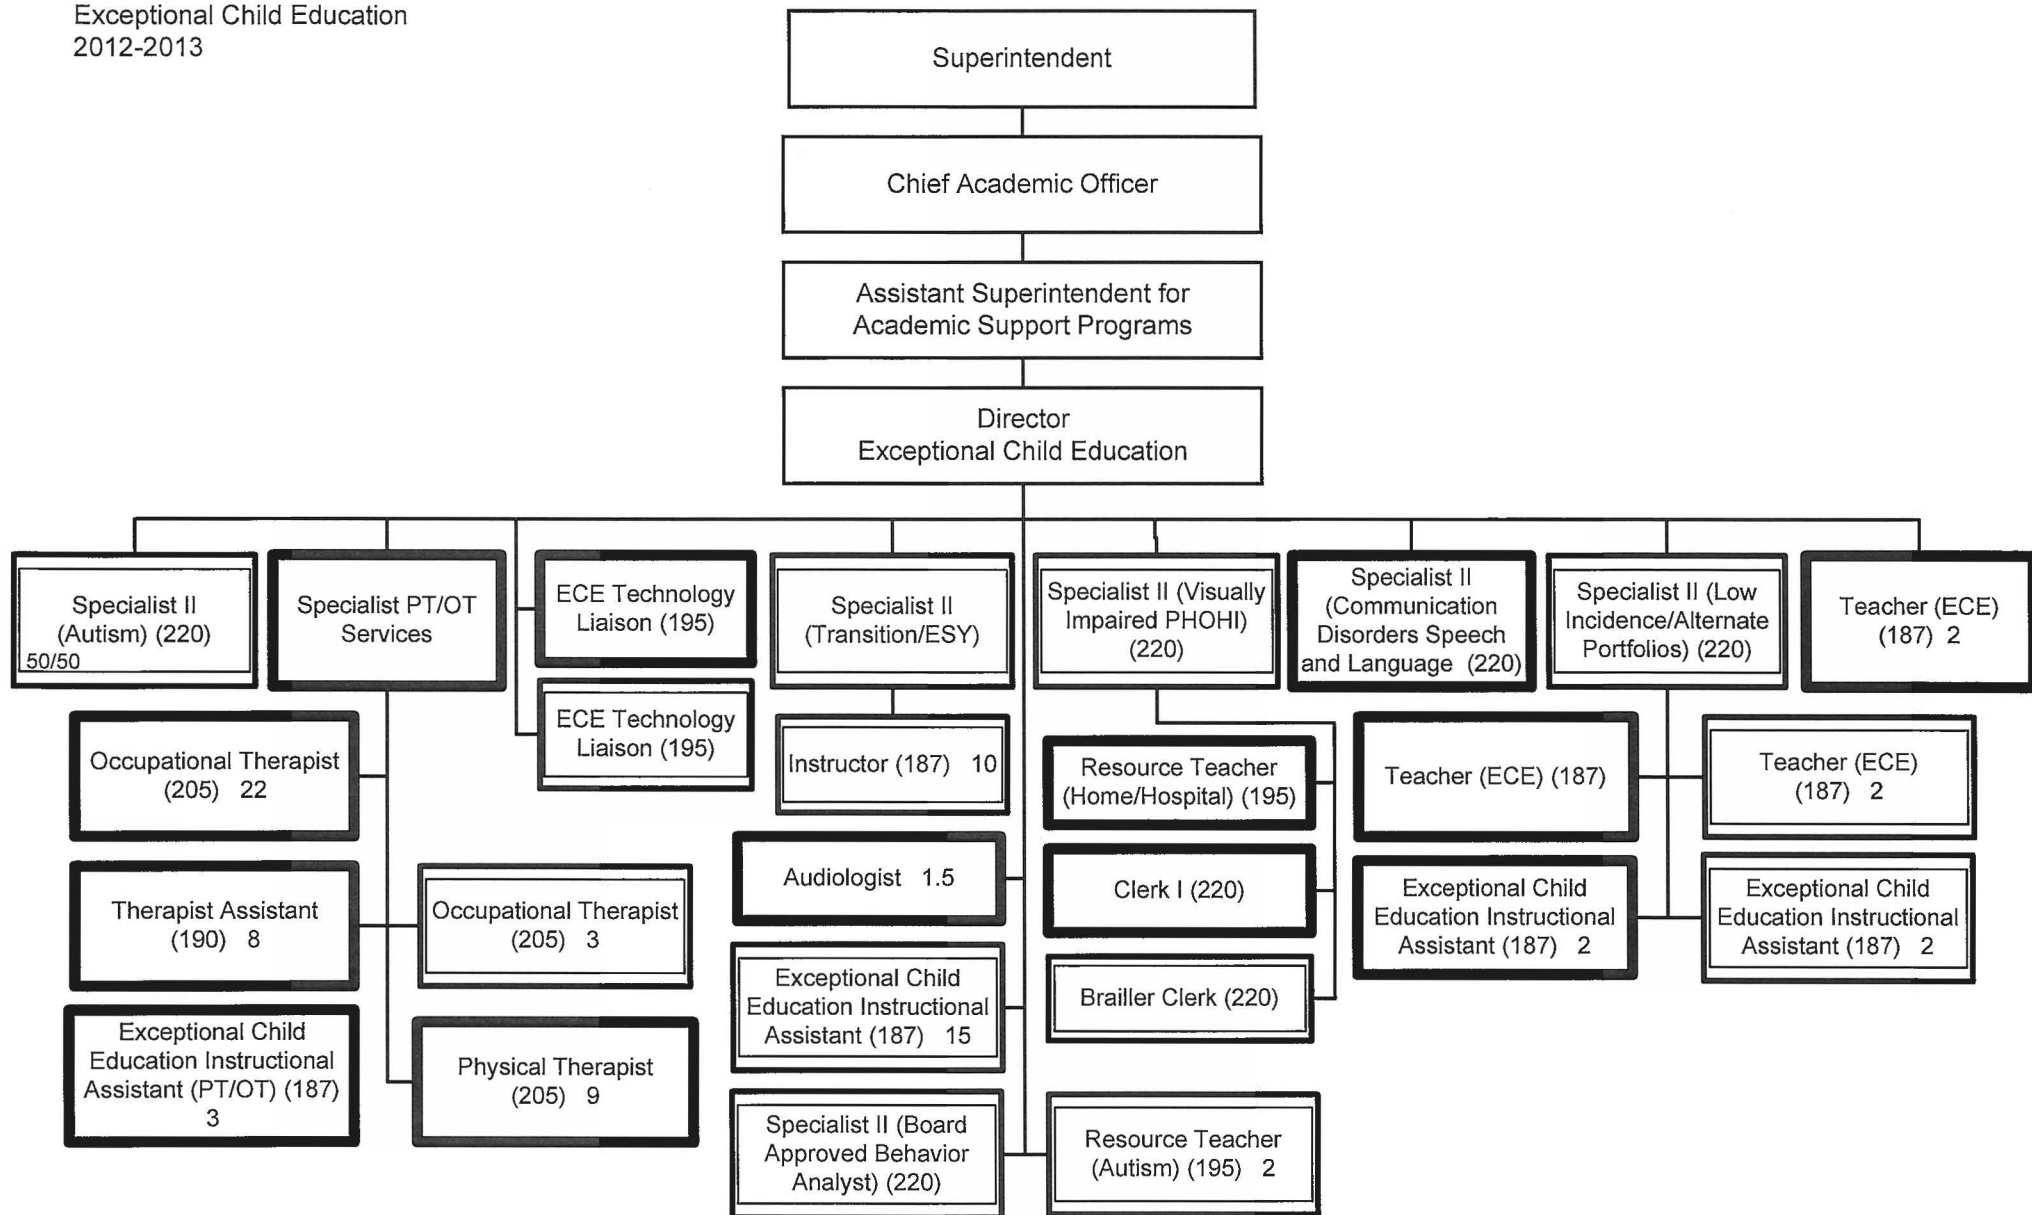 Exceptional Child Education
2012-2013
Superintendent
Chief Academic Officer
Assistant Superintendent for
Academic Support Programs
Director
Exceptional Child Education
Specialist II
(Autism) (220)
50/50
Specialist PT/OT
Services
ECE Technology
Liaison (195)
ECE Technology
Liaison (195)
Specialist II
(Transition/ESY)
Specialist II (Visually
Impaired PHOHI)
(220)
Specialist II
(Communication
Disorders Speech
and Language (220)
Specialist II (Low
Incidence/Alternate
Portfolios) (220)
Teacher (ECE)
(187) 2
Occupational Therapist
(205) 22
Therapist Assistant
(190) 8
Occupational Therapist
(205) 3
Exceptional Child
Education Instructional
Assistant (PT/OT) (187)
3
Physical Therapist
(205) 9
Instructor (187) 10
Audiologist 1.5
Exceptional Child
Education Instructional
Assistant (187) 15
Specialist II (Board
Approved Behavior
Analyst) (220)
Resource Teacher
(Autism) (195) 2
Resource Teacher
(Home/Hospital) (195)
Clerk I (220)
Brailler Clerk (220)
Teacher (ECE) (187)
Teacher (ECE)
(187) 2
Exceptional Child
Education Instructional
Assistant (187) 2
Exceptional Child
Education Instructional
Assistant (187) 2